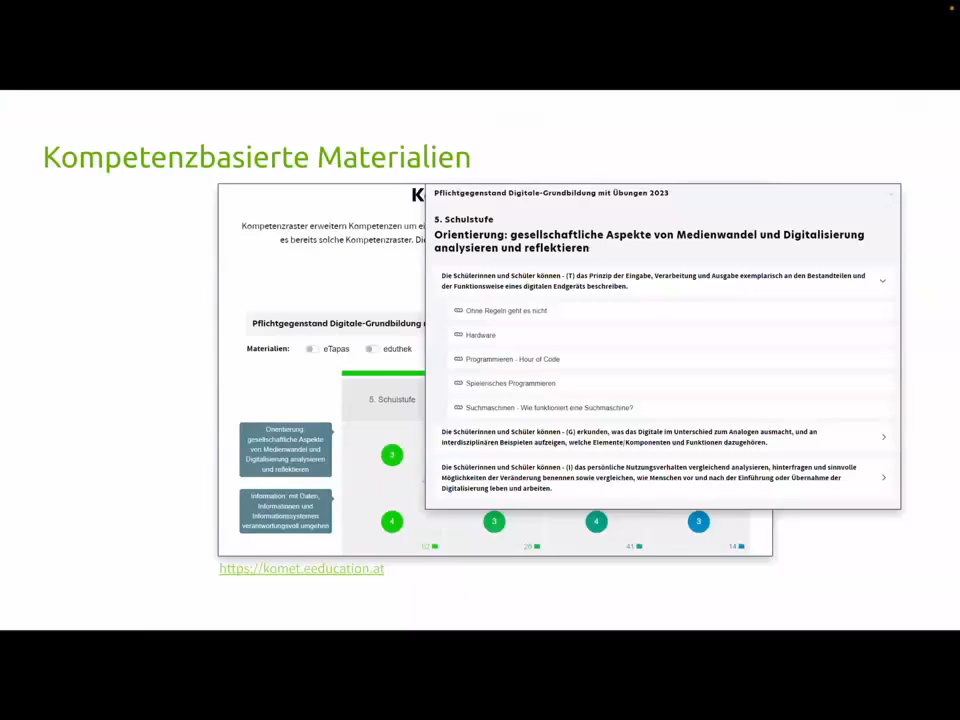 Kompetenzbasierte Materialien
K
Kompetenzraster erweitern Kompetenzen um ei
es bereits solche Kompetenzraster. Die
Pflichtgegenstand Digitale-Grundbildung
Materialien: eTapas eduthek
5. Schulstufe
Orientierung:
gesellschaftliche Aspekte
von Medienwandel und
Digitalisierung analysieren
und reflektieren
3
Information: mit Daten,
Informationen und
Informationssystemen
verantwortungsvoll umgehen
4 3 4 3
28 41 14
Pflichtgegenstand Digitale-Grundbildung mit Übungen 2023
5. Schulstufe
Orientierung: gesellschaftliche Aspekte von Medienwandel und Digitalisierung
analysieren und reflektieren
Die Schülerinnen und Schüler können - (T) das Prinzip der Eingabe, Verarbeitung und Ausgabe exemplarisch an den Bestandteilen und
der Funktionsweise eines digitalen Endgeräts beschreiben.
Ohne Regeln geht es nicht
Hardware
Programmieren - Hour of Code
Spielerisches Programmieren
Suchmaschinen - Wie funktioniert eine Suchmaschine?
Die Schülerinnen und Schüler können - (G) erkunden, was das Digitale im Unterschied zum Analogen ausmacht, und an
interdisziplinären Beispielen aufzeigen, welche Elemente/Komponenten und Funktionen dazugehören.
Die Schülerinnen und Schüler können - (I) das persönliche Nutzungsverhalten vergleichend analysieren, hinterfragen und sinnvolle
Möglichkeiten der Veränderung benennen sowie vergleichen, wie Menschen vor und nach der Einführung oder Übernahme der
Digitalisierung leben und arbeiten.
https://komet.eeducation.at